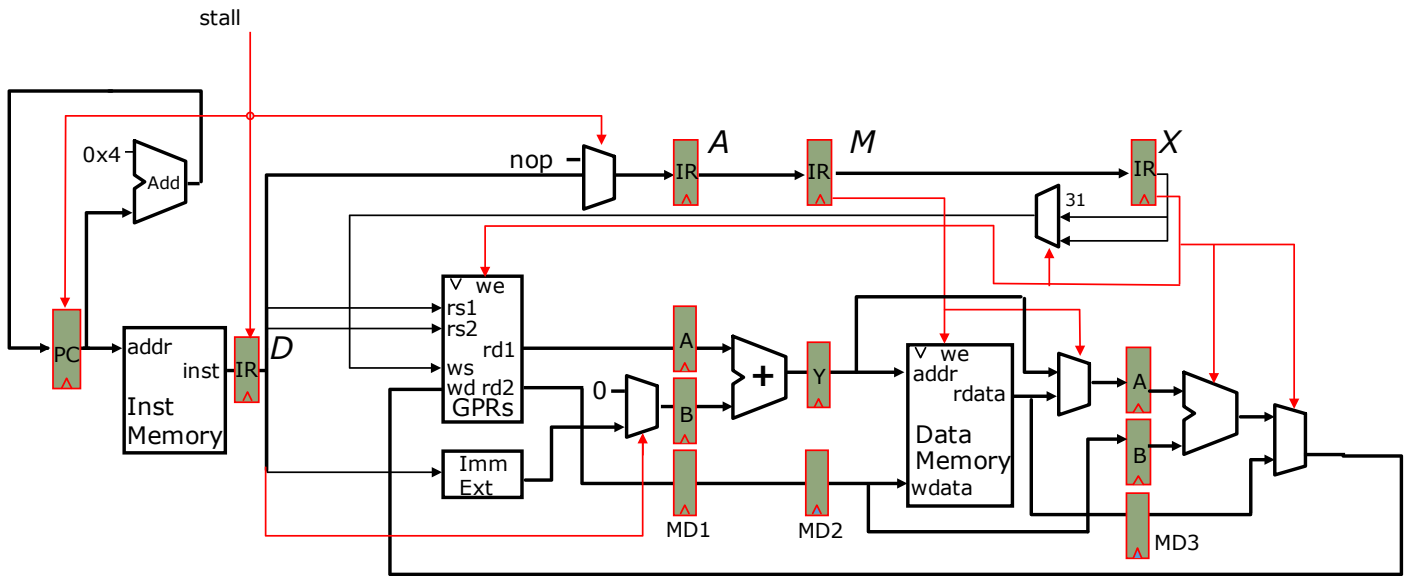 stall
0x4
Add
nop
IR
A
IR
M
IR
X
31
PC
addr
inst
Inst
Memory
IR
D
we
rs1
rs2
rd1
ws
wd rd2
GPRs
Imm
Ext
0
A
B
MD1
+
Y
MD2
we
addr
rdata
Data
Memory
wdata
A
B
MD3